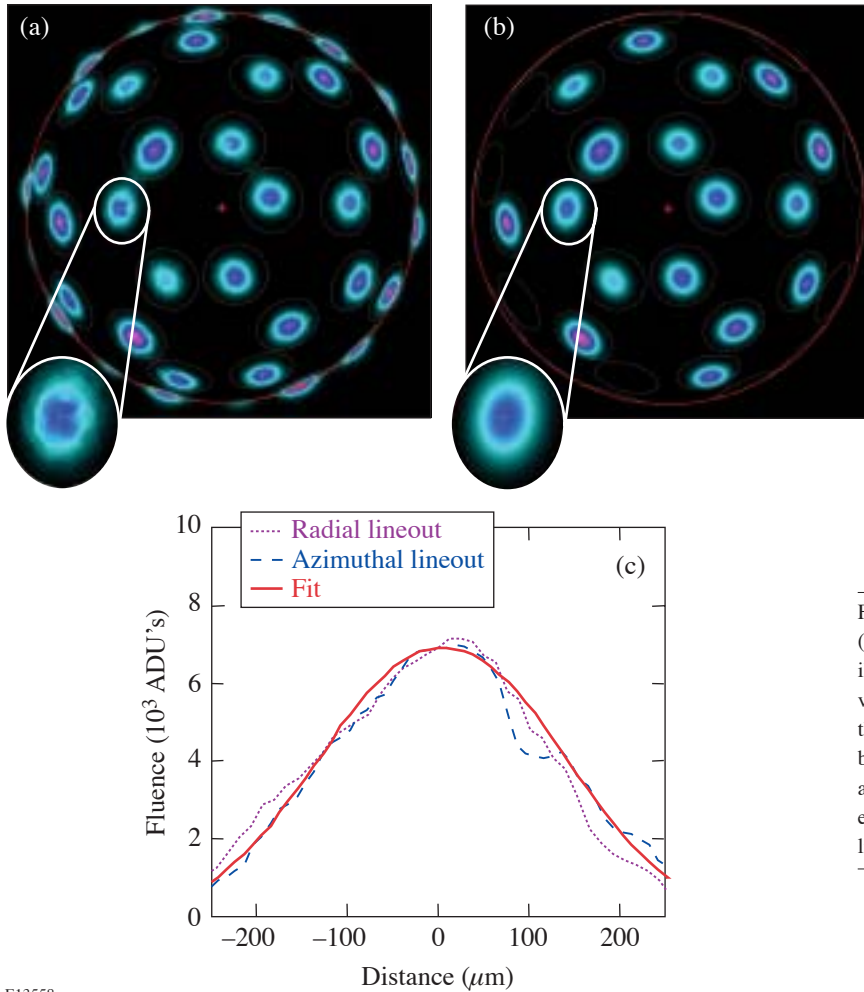 (a)
(b)
10
8
6
4
2
0
Fluence (10³ ADU's)
Radial lineout
Azimuthal lineout
Fit
(c)
−200
−100
0
100
200
Distance (μm)